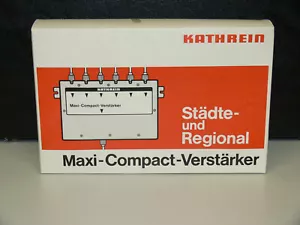 KATHREIN
Maxi-Compact-Verstärker
Städte-
und
Regional
Maxi-Compact-Verstärker